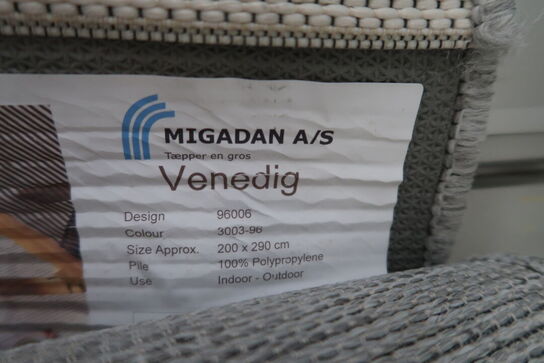 MIGADAN A/S
Tæpper en gros
Venedig
Design 96006
Colour 3003-96
Size Approx. 200 x 290 cm
Pile 100% Polypropylene
Use Indoor - Outdoor